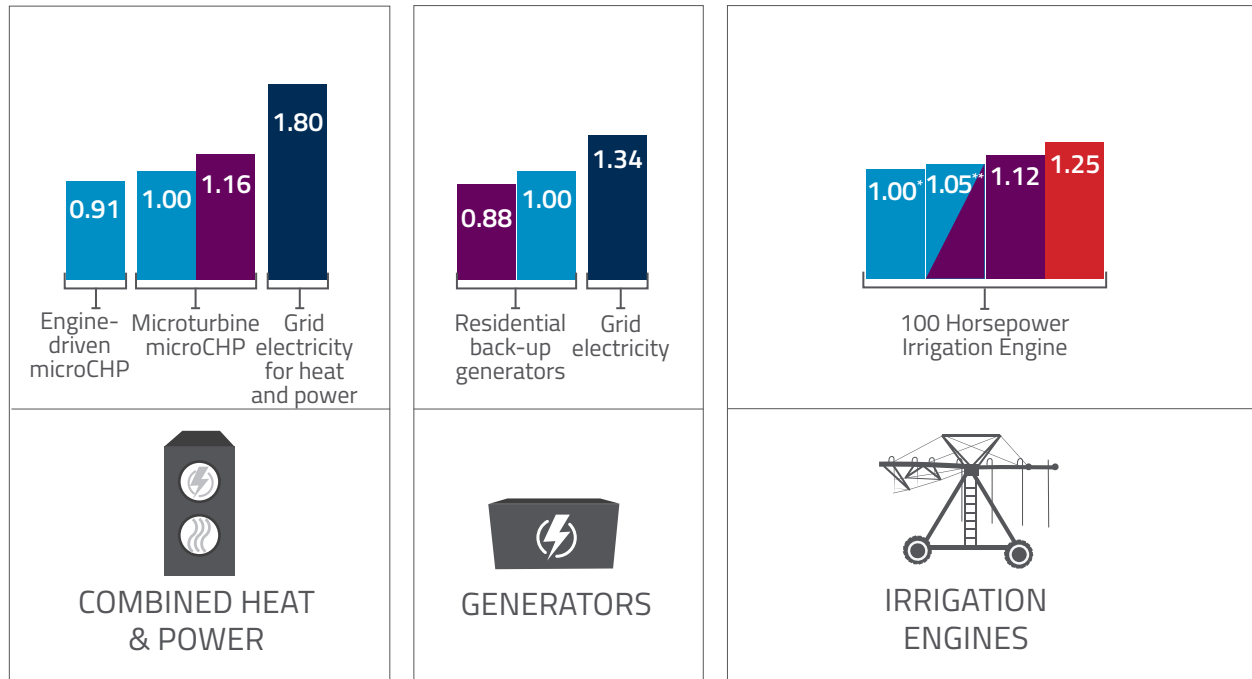 0.91
1.00
1.16
1.80
Engine-
driven
microCHP
Microturbine
microCHP
Grid
electricity
for heat
and power
COMBINED HEAT
& POWER
0.88
1.00
1.34
Residential
back-up
generators
Grid
electricity
GENERATORS
1.00*
1.05**
1.12
1.25
100 Horsepower
Irrigation Engine
IRRIGATION
ENGINES